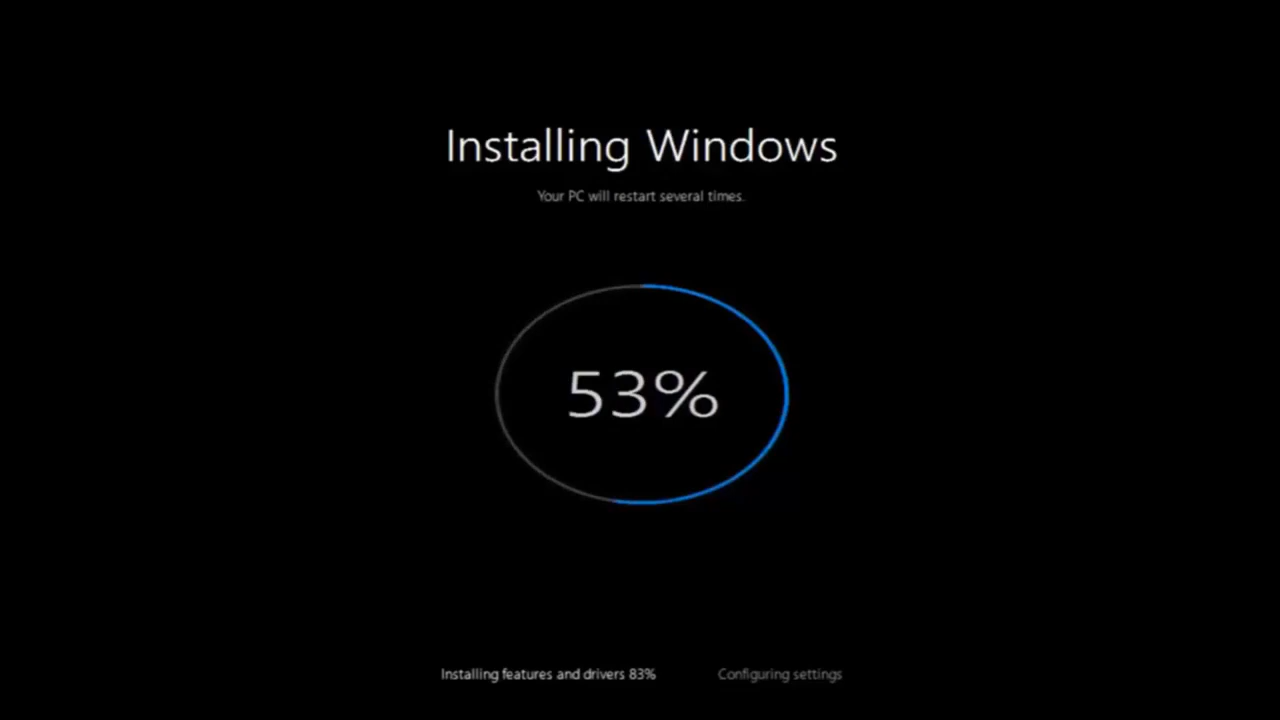 Installing Windows
Your PC will restart several times.
53%
Installing features and drivers 83% Configuring settings